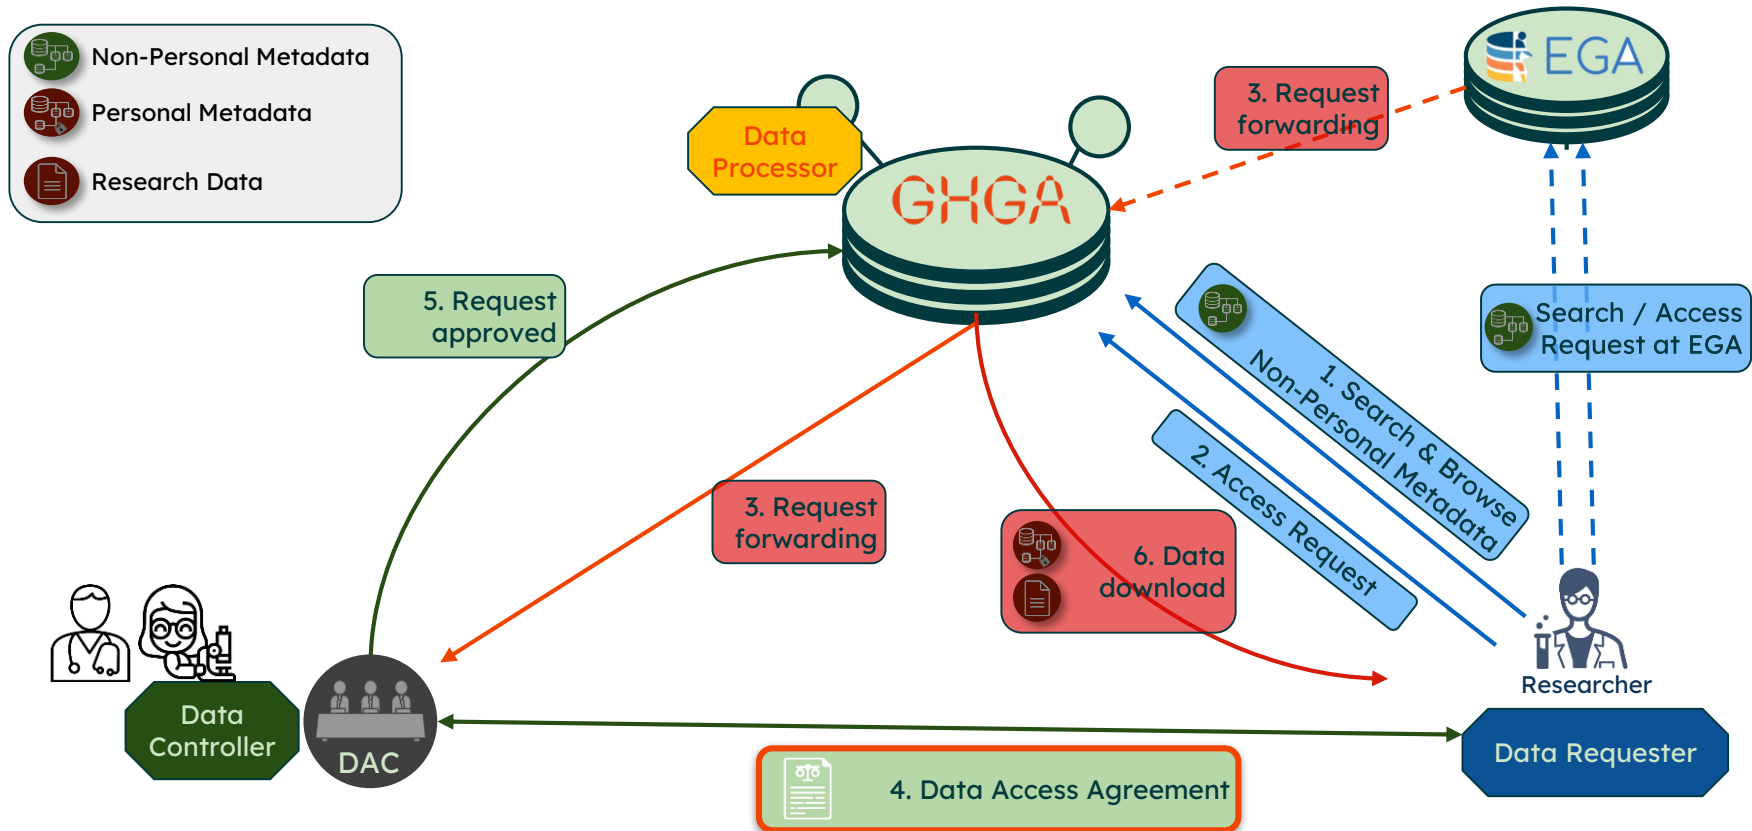 Non-Personal Metadata
Personal Metadata
Research Data
Data
Processor
GHGA
EGA
3. Request
forwarding
5. Request
approved
Search / Access
Request at EGA
1. Search & Browse
Non-Personal Metadata
2. Access Request
3. Request
forwarding
6. Data
download
Researcher
Data
Controller
DAC
Data Requester
4. Data Access Agreement